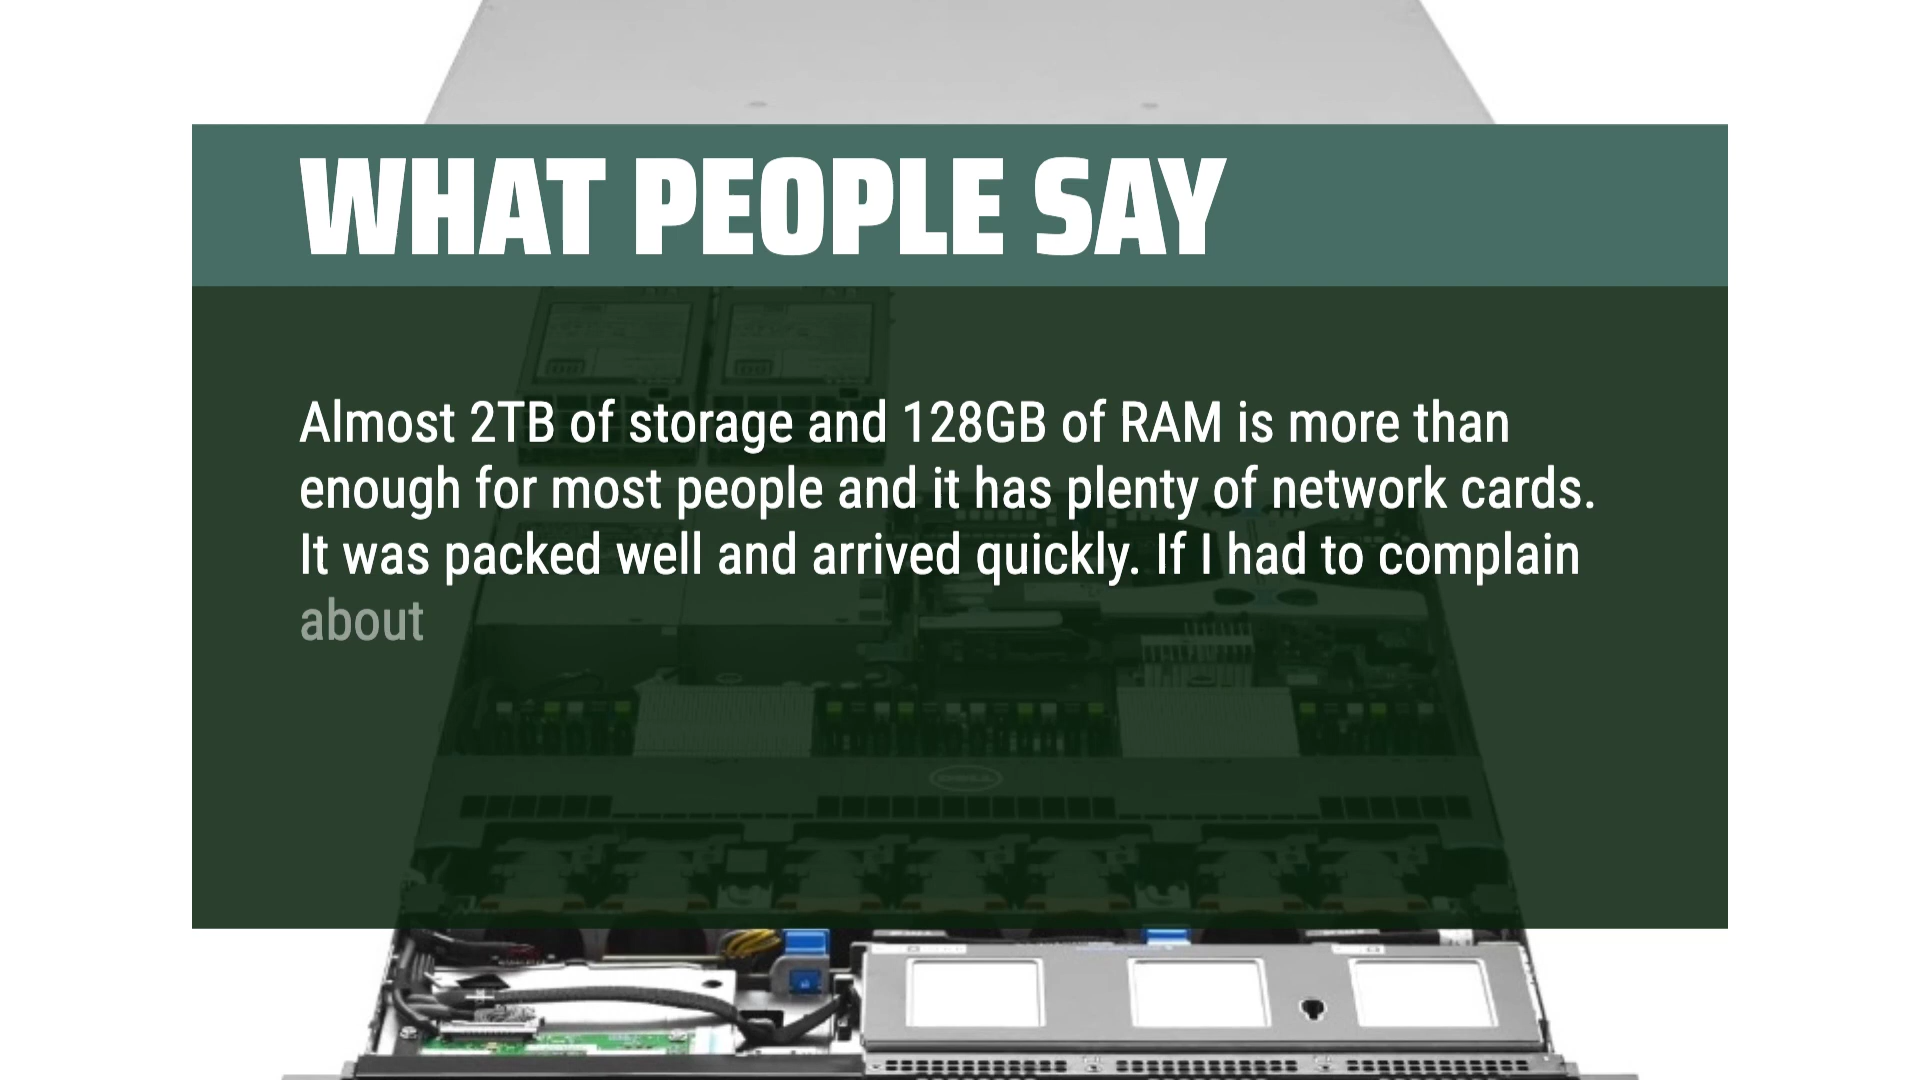 WHAT PEOPLE SAY
Almost 2TB of storage and 128GB of RAM is more than
enough for most people and it has plenty of network cards.
It was packed well and arrived quickly. If I had to complain
about
DELL